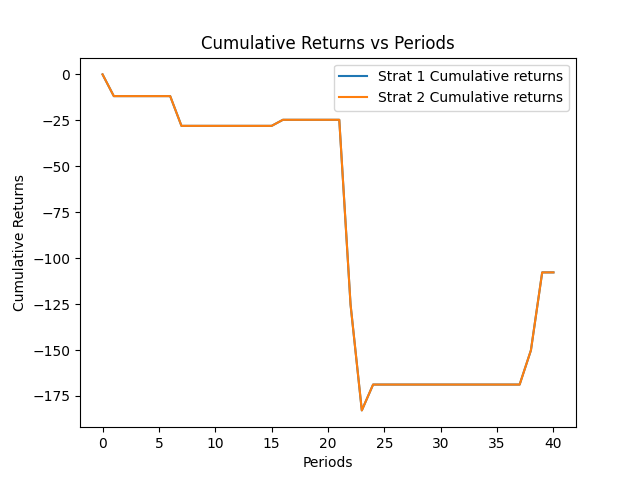 Cumulative Returns vs Periods
Strat 1 Cumulative returns
Strat 2 Cumulative returns
Cumulative Returns
0
−25
−50
−75
−100
−125
−150
−175
0 5 10 15 20 25 30 35 40
Periods